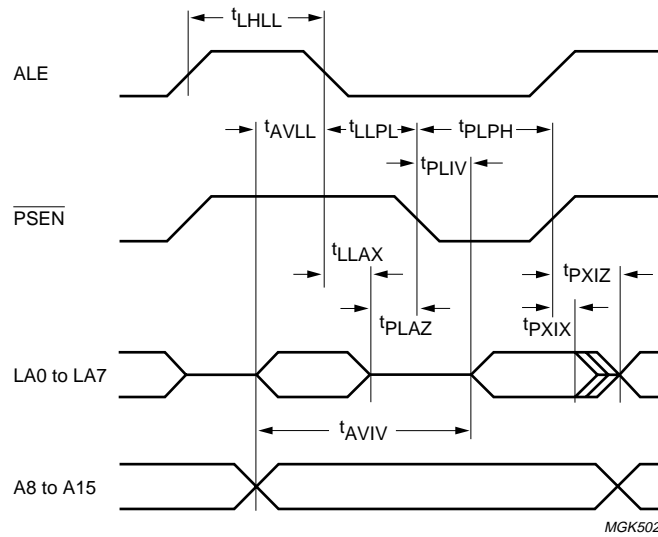 tLHLL
ALE
tAVLL tLLPL tPLPH
tPLIV
PSEN
tLLAX
tPXIZ
tPLAZ
tPXIX
LA0 to LA7
tAVIV
A8 to A15
MGK502